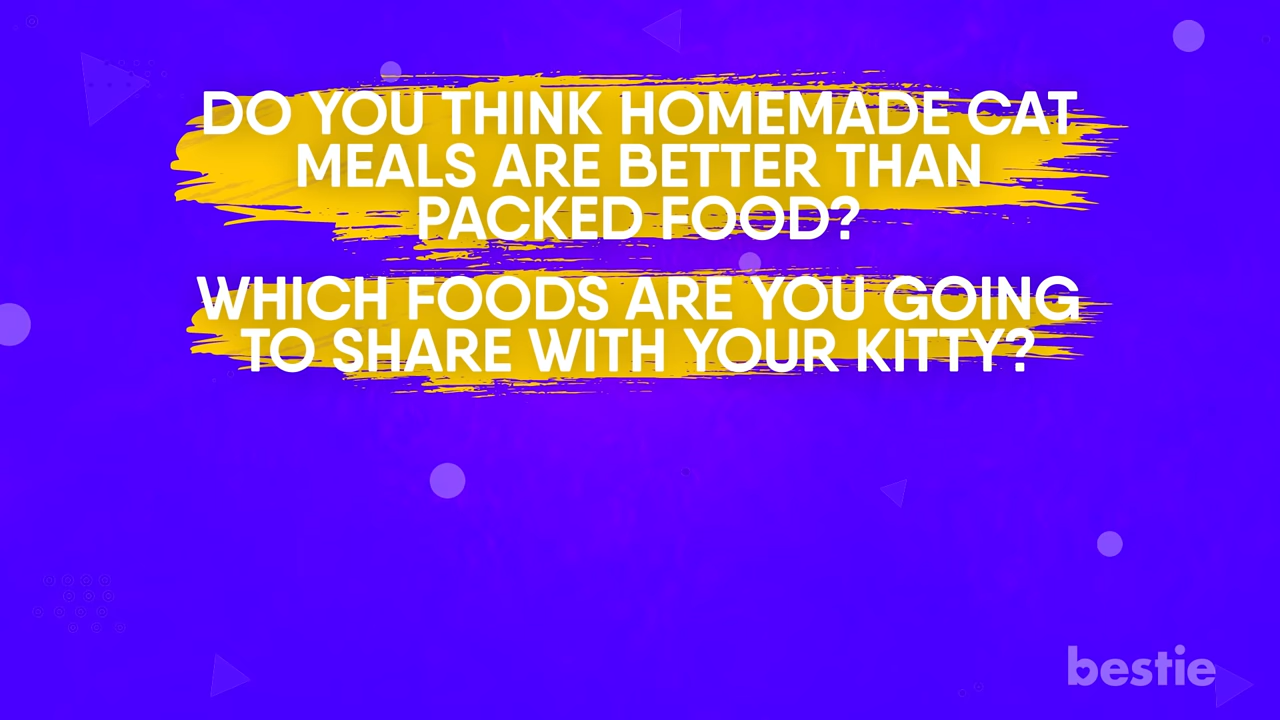 DO YOU THINK HOMEMADE CAT
MEALS ARE BETTER THAN
PACKED FOOD?
WHICH FOODS ARE YOU GOING
TO SHARE WITH YOUR KITTY?
bestie